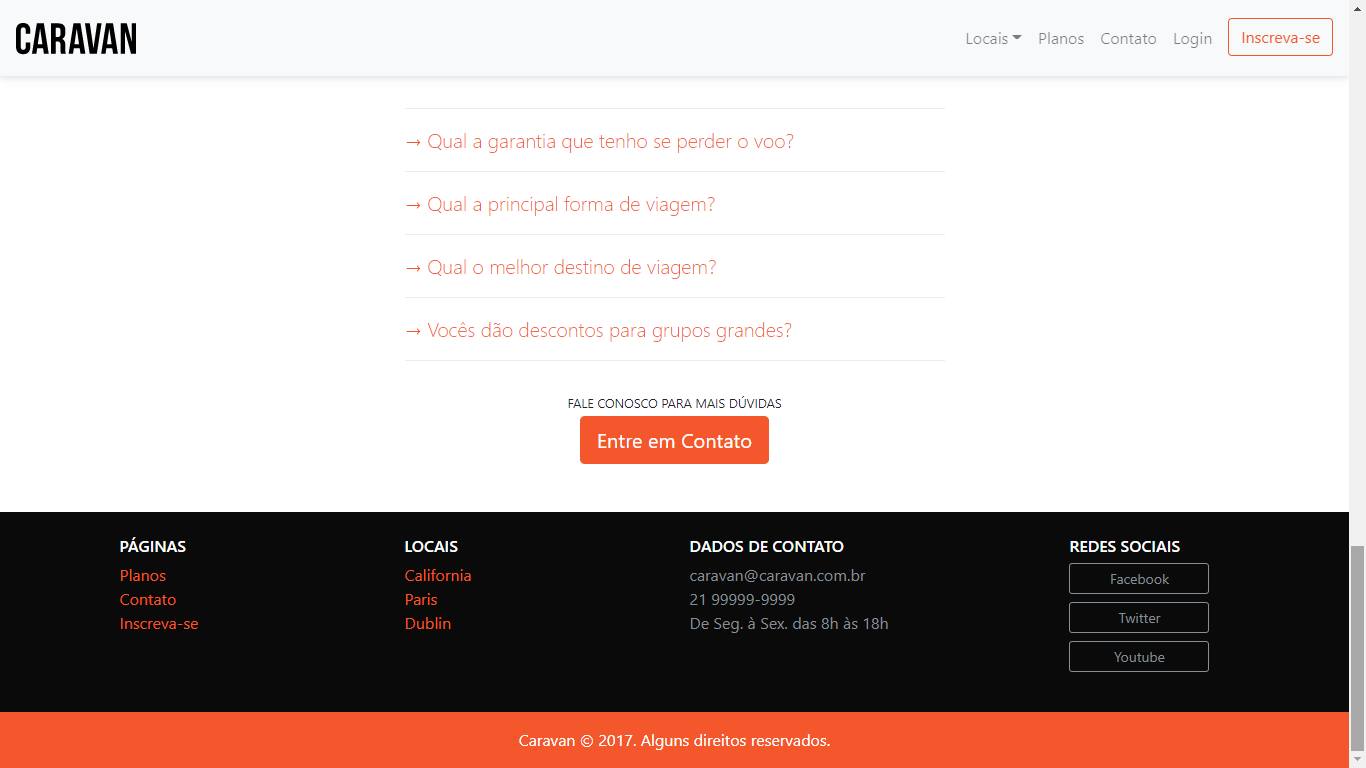 CARAVAN
Locais Planos Contato Login Inscreva-se
→ Qual a garantia que tenho se perder o voo?
→ Qual a principal forma de viagem?
→ Qual o melhor destino de viagem?
→ Vocês dão descontos para grupos grandes?
FALE CONOSCO PARA MAIS DÚVIDAS
Entre em Contato
PÁGINAS
Planos
Contato
Inscreva-se
LOCAIS
California
Paris
Dublin
DADOS DE CONTATO
caravan@caravan.com.br
21 99999-9999
De Seg. à Sex. das 8h às 18h
REDES SOCIAIS
Facebook
Twitter
Youtube
Caravan © 2017. Alguns direitos reservados.